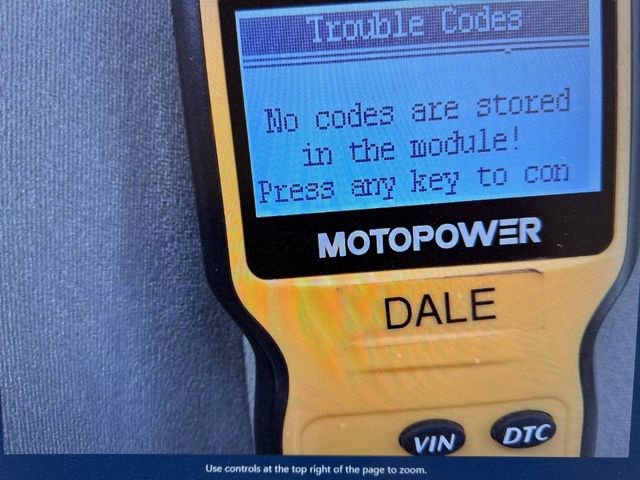 Trouble Codes
No codes are stored
in the module!
Press any key to con
MOTOPOWER
DALE
VIN
DTC
Use controls at the top right of the page to zoom.